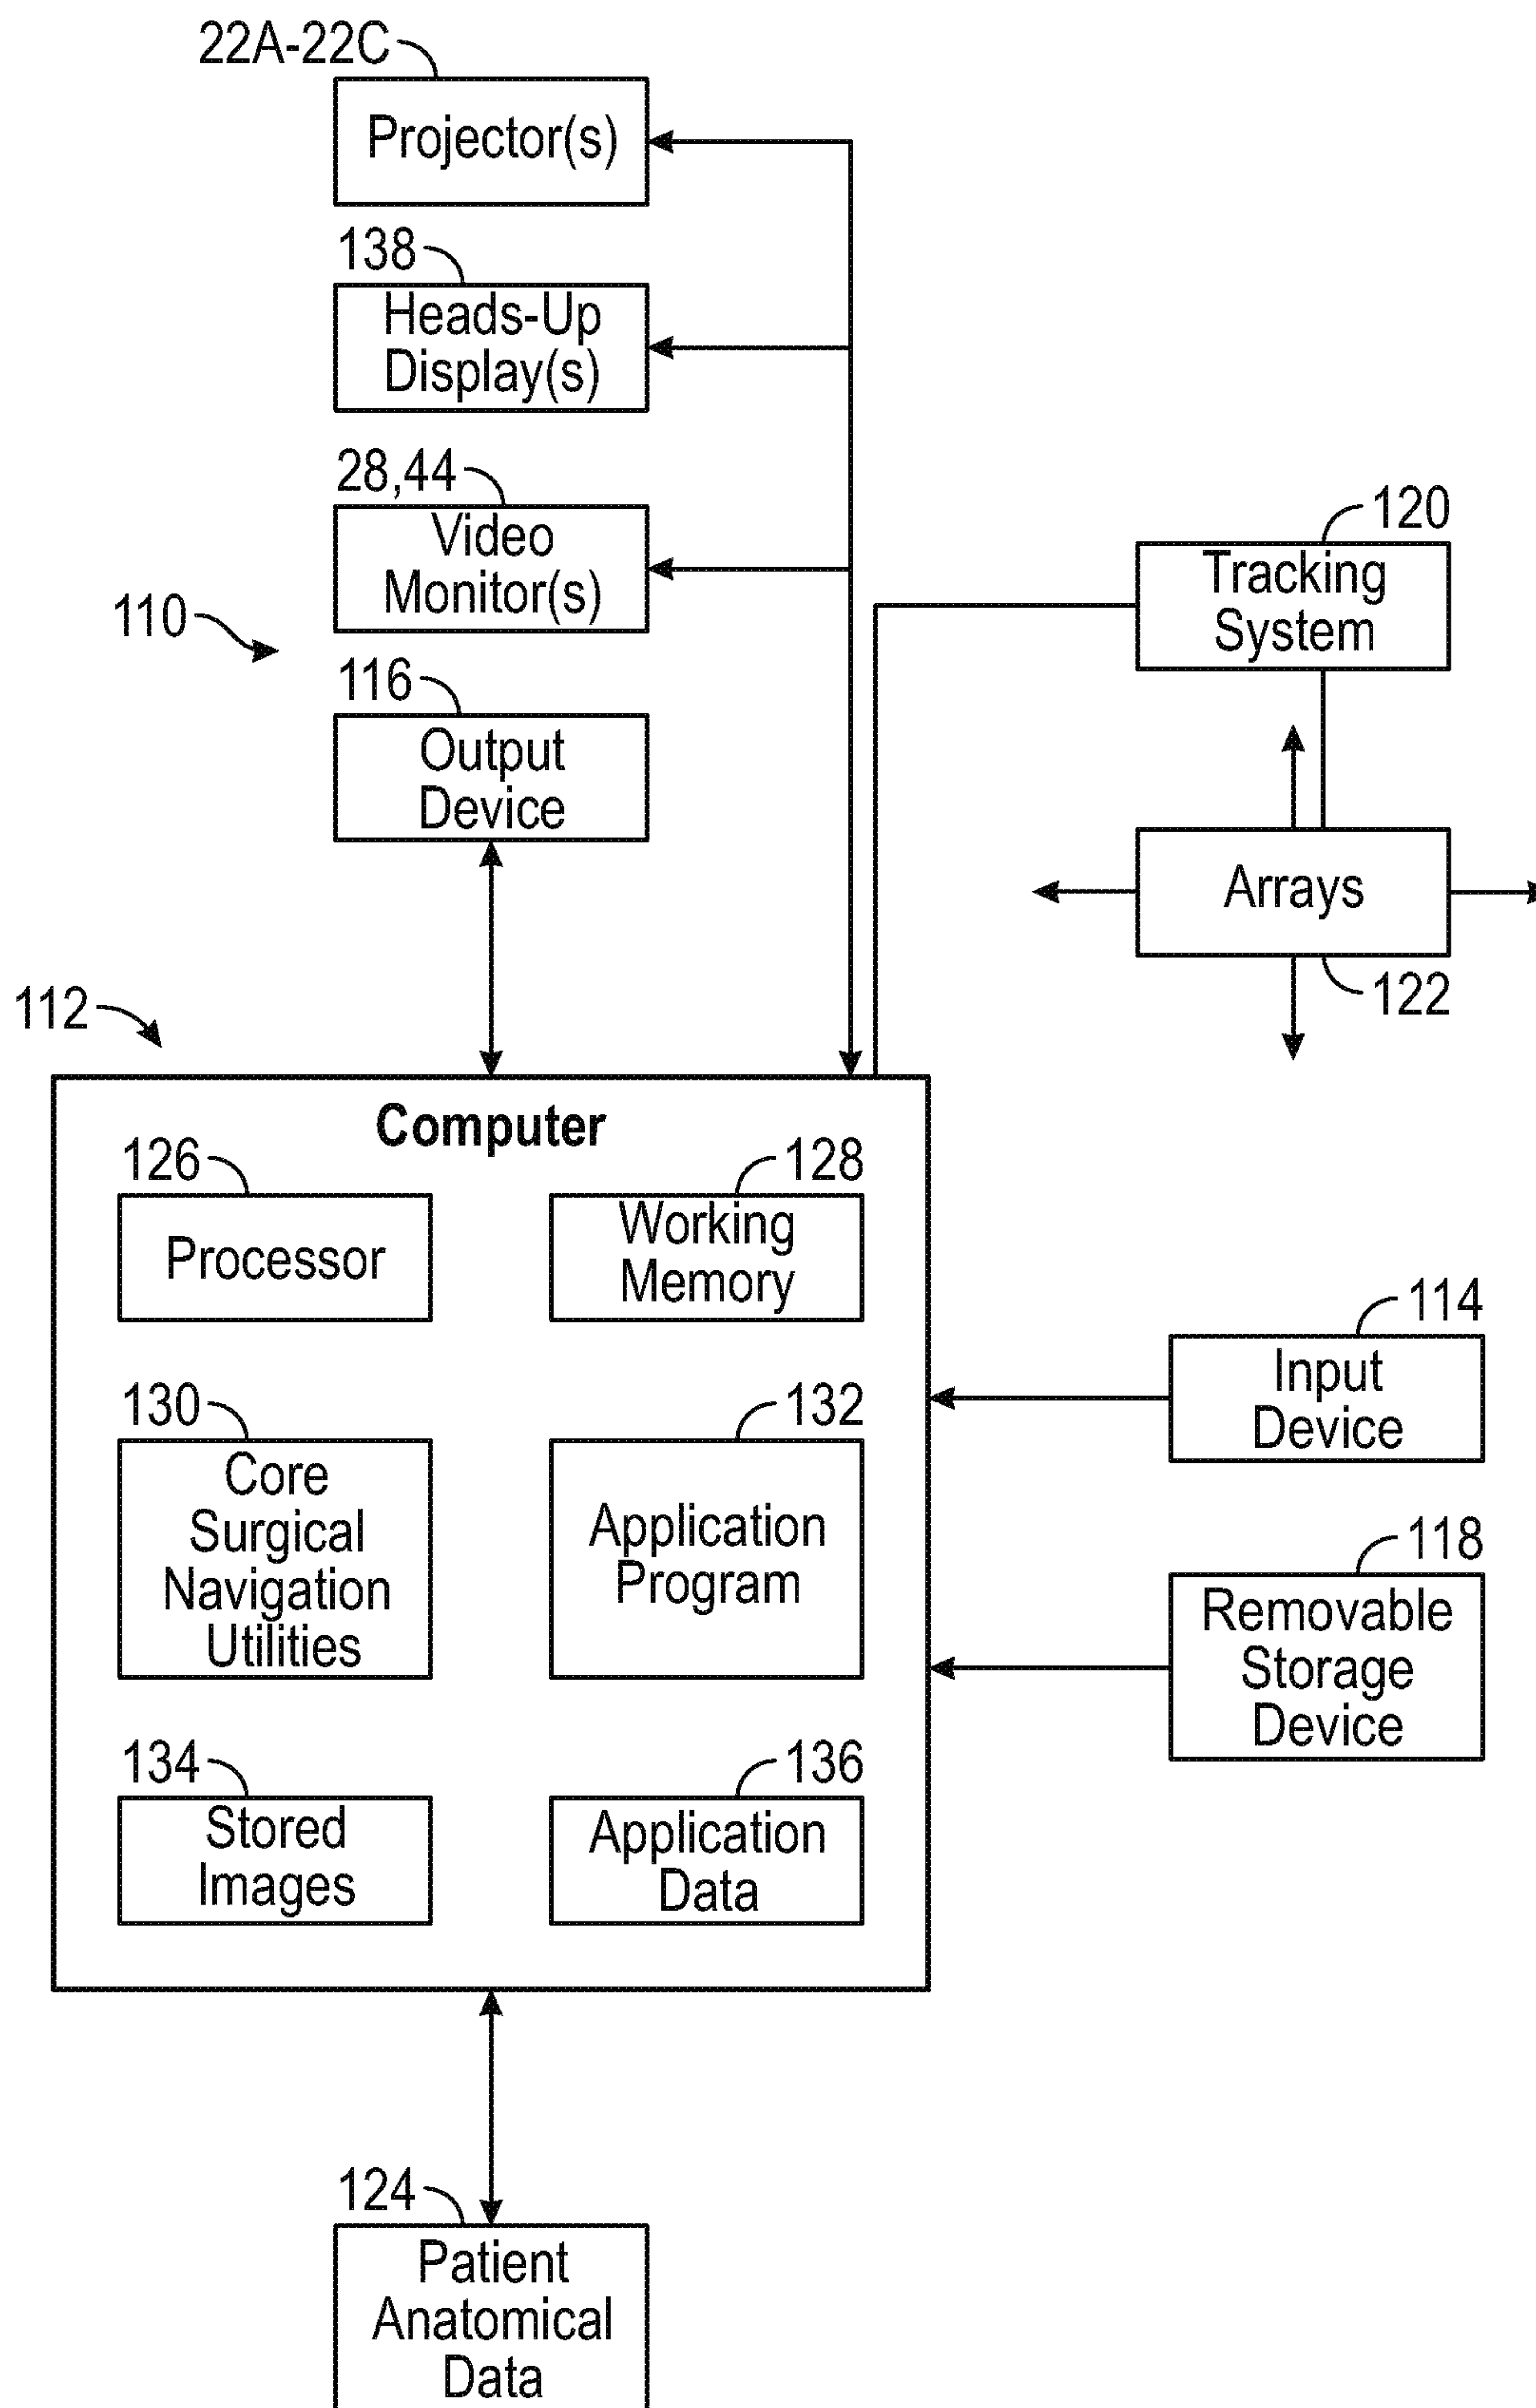 22A-22C
Projector(s)
138
Heads-Up
Display(s)
28,44
Video
Monitor(s)
110
116
Output
Device
120
Tracking
System
Arrays
122
112
Computer
126
Processor
128
Working
Memory
130
Core
Surgical
Navigation
Utilities
132
Application
Program
134
Stored
Images
136
Application
Data
114
Input
Device
118
Removable
Storage
Device
124
Patient
Anatomical
Data